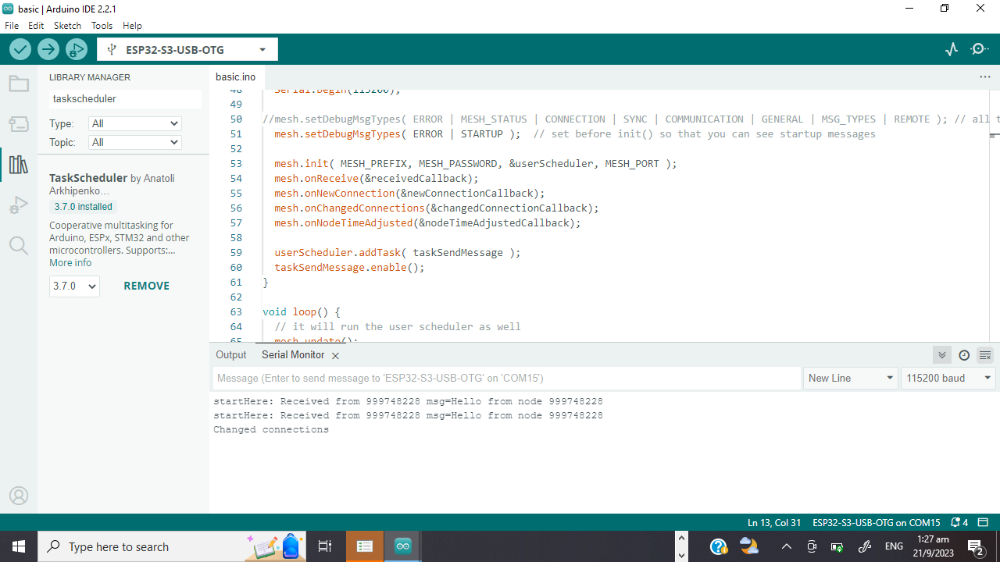 basic | Arduino IDE 2.2.1
File Edit Sketch Tools Help
ESP32-S3-USB-OTG
LIBRARY MANAGER
taskscheduler
Type: All
Topic: All
TaskScheduler by Anatoli
Arkhipenko…
3.7.0 installed
Cooperative multitasking for
Arduino, ESPx, STM32 and other
microcontrollers. Supports:...
More info
3.7.0 REMOVE
basic.ino
48 Serial.begin(115200);
49
50 //mesh.setDebugMsgTypes( ERROR | MESH_STATUS | CONNECTION | SYNC | COMMUNICATION | GENERAL | MSG_TYPES | REMOTE ); // all t
51 mesh.setDebugMsgTypes( ERROR | STARTUP ); // set before init() so that you can see startup messages
52
53 mesh.init( MESH_PREFIX, MESH_PASSWORD, &userScheduler, MESH_PORT );
54 mesh.onReceive(&receivedCallback);
55 mesh.onNewConnection(&newConnectionCallback);
56 mesh.onChangedConnections(&changedConnectionCallback);
57 mesh.onNodeTimeAdjusted(&nodeTimeAdjustedCallback);
58
59 userScheduler.addTask( taskSendMessage );
60 taskSendMessage.enable();
61 }
62
63 void loop() {
64 // it will run the user scheduler as well
65 mesh.update();
Output Serial Monitor
Message (Enter to send message to 'ESP32-S3-USB-OTG' on 'COM15')
New Line 115200 baud
startHere: Received from 999748228 msg=Hello from node 999748228
startHere: Received from 999748228 msg=Hello from node 999748228
Changed connections
Ln 13, Col 31 ESP32-S3-USB-OTG on COM15 4
Type here to search
ENG
1:27 am
21/9/2023
2